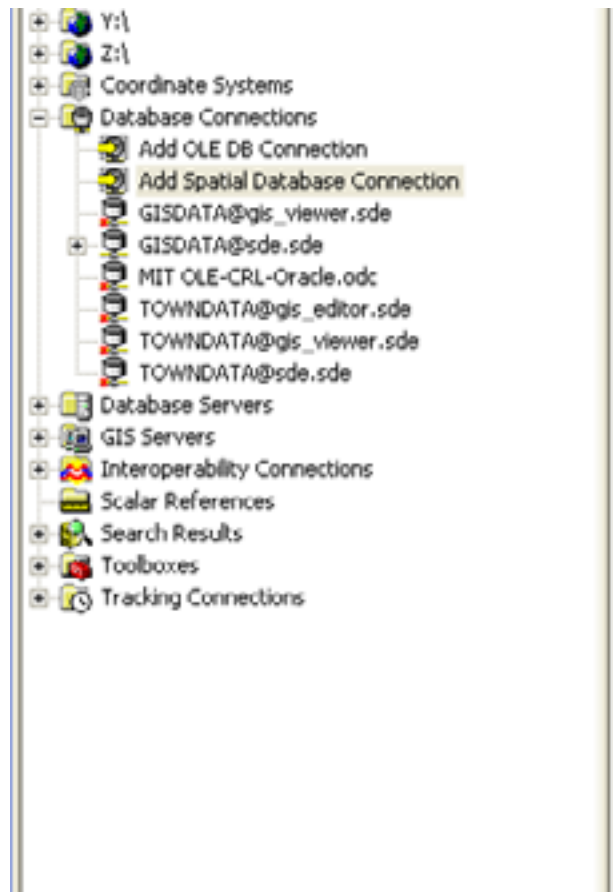 Y:\
Z:\
Coordinate Systems
Database Connections
Add OLE DB Connection
Add Spatial Database Connection
GISDATA@gis_viewer.sde
GISDATA@sde.sde
MIT OLE-CRL-Oracle.odc
TOWNDATA@gis_editor.sde
TOWNDATA@gis_viewer.sde
TOWNDATA@sde.sde
Database Servers
GIS Servers
Interoperability Connections
Scalar References
Search Results
Toolboxes
Tracking Connections